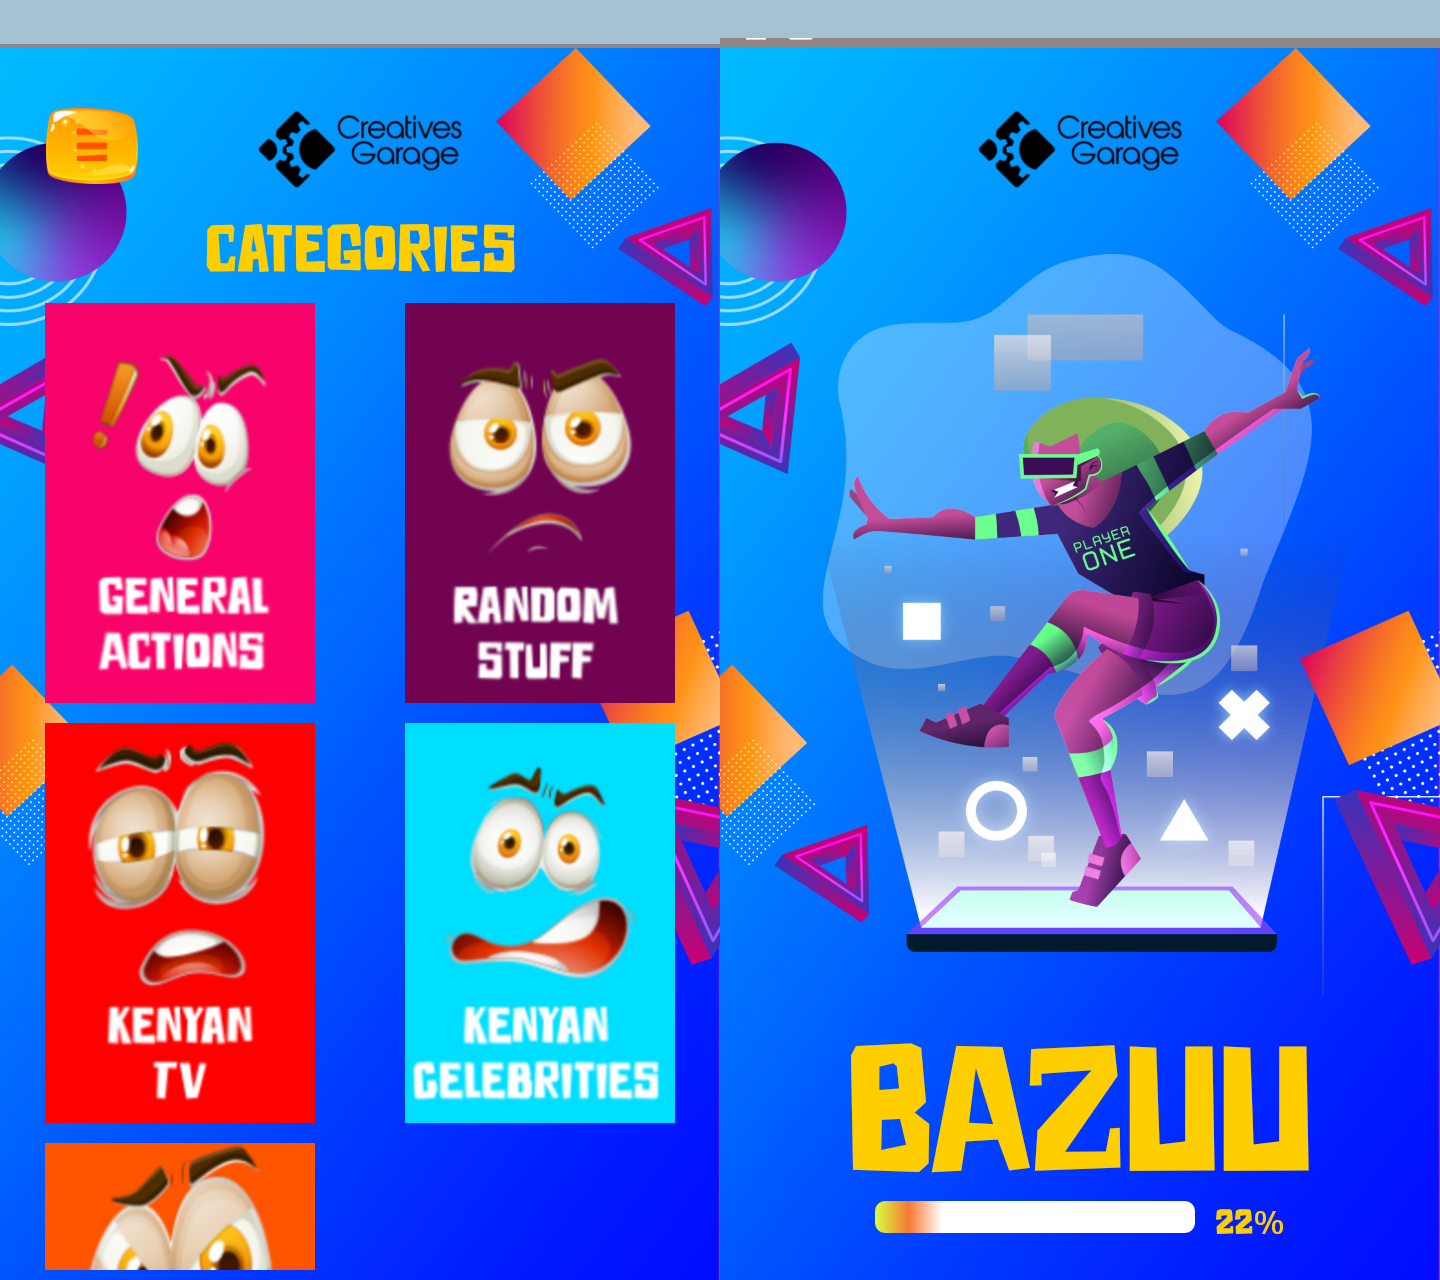 Creatives
Garage
CATEGORIES
GENERAL
ACTIONS
RANDOM
STUFF
KENYAN
TV
KENYAN
CELEBRITIES
Creatives
Garage
PLAYER
ONE
BAZUU
22%